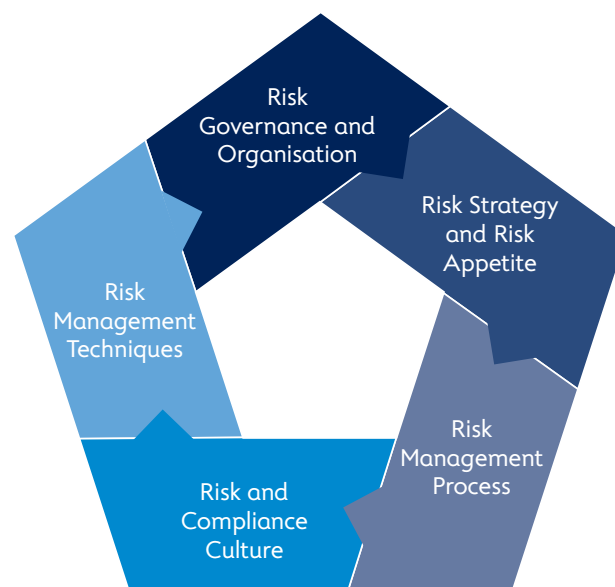 Risk
Governance and
Organisation
Risk Strategy
and Risk
Appetite
Risk
Management
Process
Risk and
Compliance
Culture
Risk
Management
Techniques